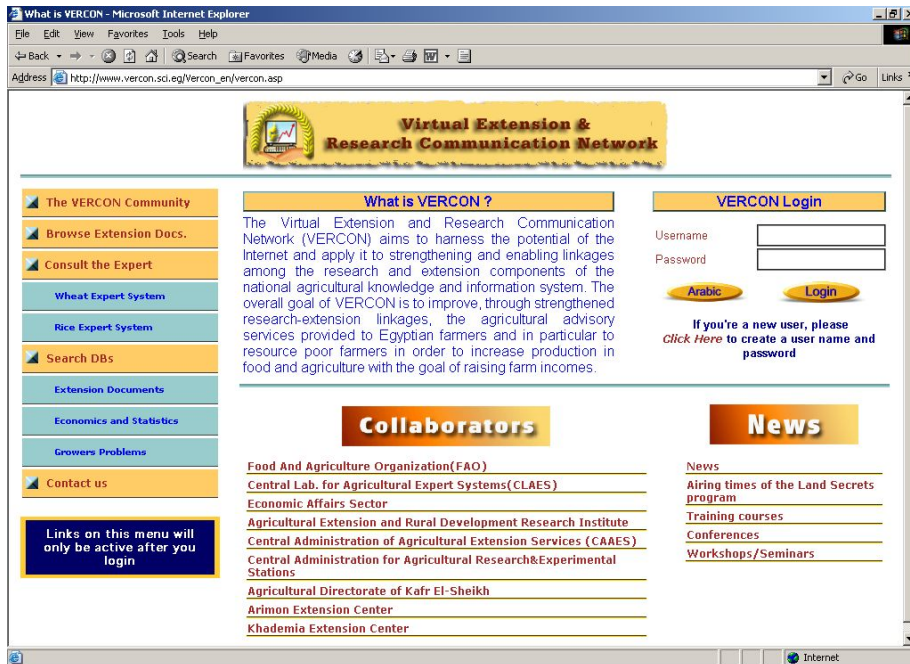 What is VERCON - Microsoft Internet Explorer
File Edit View Favorites Tools Help
Back Search Favorites Media
Address http://www.vercon.sci.eg/Vercon_en/vercon.asp Go Links
Virtual Extension &
Research Communication Network
The VERCON Community
Browse Extension Docs.
Consult the Expert
Wheat Expert System
Rice Expert System
Search DBs
Extension Documents
Economics and Statistics
Growers Problems
Contact us
Links on this menu will
only be active after you
login
What is VERCON ?
The Virtual Extension and Research Communication
Network (VERCON) aims to harness the potential of the
Internet and apply it to strengthening and enabling linkages
among the research and extension components of the
national agricultural knowledge and information system. The
overall goal of VERCON is to improve, through strengthened
research-extension linkages, the agricultural advisory
services provided to Egyptian farmers and in particular to
resource poor farmers in order to increase production in
food and agriculture with the goal of raising farm incomes.
VERCON Login
Username
Password
Arabic Login
If you're a new user, please
Click Here to create a user name and
password
Collaborators
Food And Agriculture Organization(FAO)
Central Lab. for Agricultural Expert Systems(CLAES)
Economic Affairs Sector
Agricultural Extension and Rural Development Research Institute
Central Administration of Agricultural Extension Services (CAAES)
Central Administration for Agricultural Research&Experimental
Stations
Agricultural Directorate of Kafr El-Sheikh
Arimon Extension Center
Khademia Extension Center
News
News
Airing times of the Land Secrets
program
Training courses
Conferences
Workshops/Seminars
Internet